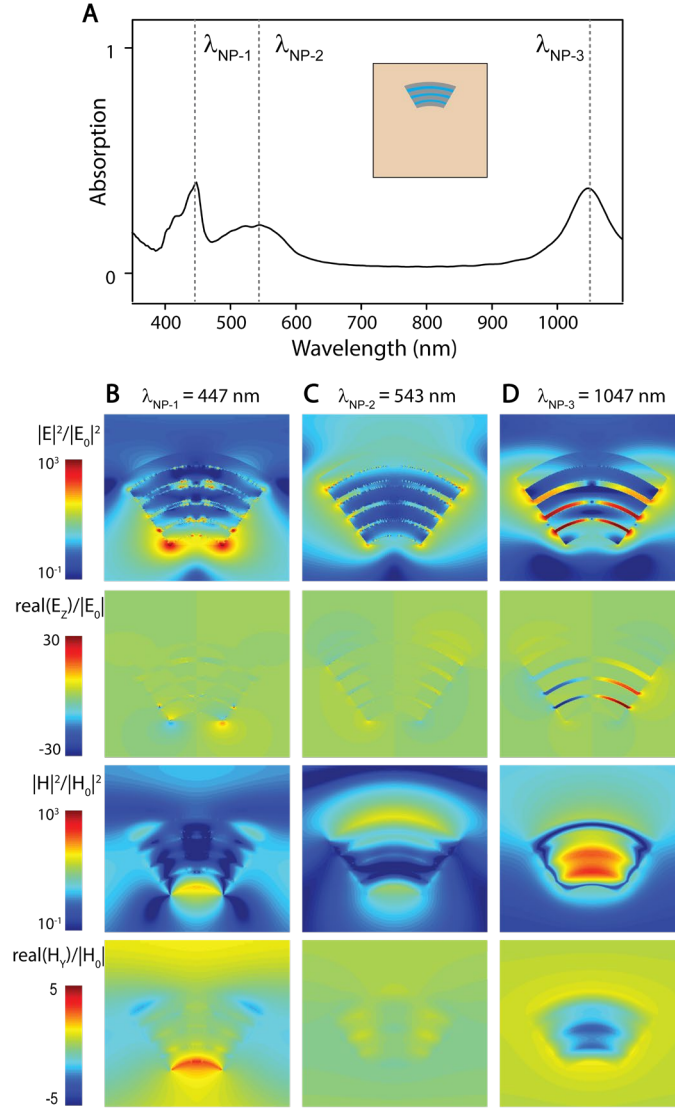 A
λNP-1
λNP-2
λNP-3
1
Absorption
0
400 500 600 700 800 900 1000
Wavelength (nm)
B λNP-1 = 447 nm
C λNP-2 = 543 nm
D λNP-3 = 1047 nm
|E|²/|E₀|²
10³
10⁻¹
real(EZ)/|E₀|
30
-30
|H|²/|H₀|²
10³
10⁻¹
real(HY)/|H₀|
5
-5